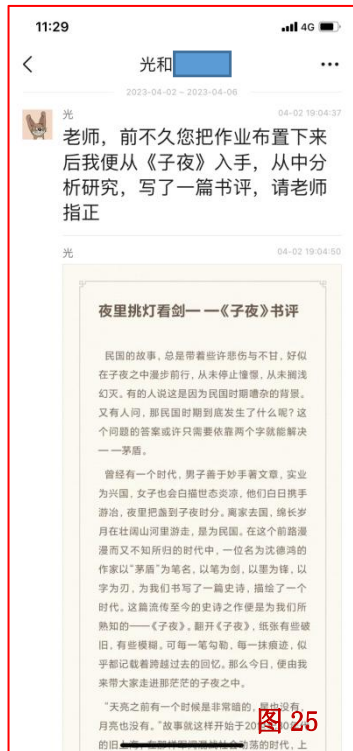 11:29
4G
光和
2023-04-02 ~ 2023-04-06
光
04-02 19:04:37
老师，前不久您把作业布置下来
后我便从《子夜》入手，从中分
析研究，写了一篇书评，请老师
指正
光
04-02 19:04:50
夜里挑灯看剑一 一《子夜》书评
民国的故事，总是带着些许悲伤与不甘，好似
在子夜之中漫步前行，从未停止憧憬，从未搁浅
幻灭。有的人说这是因为民国时期嘈杂的背景。
又有人问，那民国时期到底发生了什么呢？这
个问题的答案或许只需要依靠两个字就能解决
一 一茅盾。
曾经有一个时代，男子善于妙手著文章，实业
为兴国，女子也会白描世态炎凉，他们白日携手
游冶，夜里把盏到子夜时分。离家去国，绵长岁
月在壮阔山河里游走，是为民国。在这个前路漫
漫而又不知所归的时代中，一位名为沈德鸿的
作家以“茅盾”为笔名，以笔为剑，以墨为锋，以
字为刃，为我们书写了一篇史诗，描绘了一个
时代。这篇流传至今的史诗之作便是为我们所
熟知的——《子夜》。翻开《子夜》，纸张有些破
旧，有些模糊。可每一笔勾勒，每一抹痕迹，似
乎都记载着跨越过去的回忆。那么今日，便由我
来带大家走进那茫茫的子夜之中。
“天亮之前有一个时候是非常暗的，星也没有，
月亮也没有。”故事就这样开始于20
代
的旧
动荡的时代，上
图 25